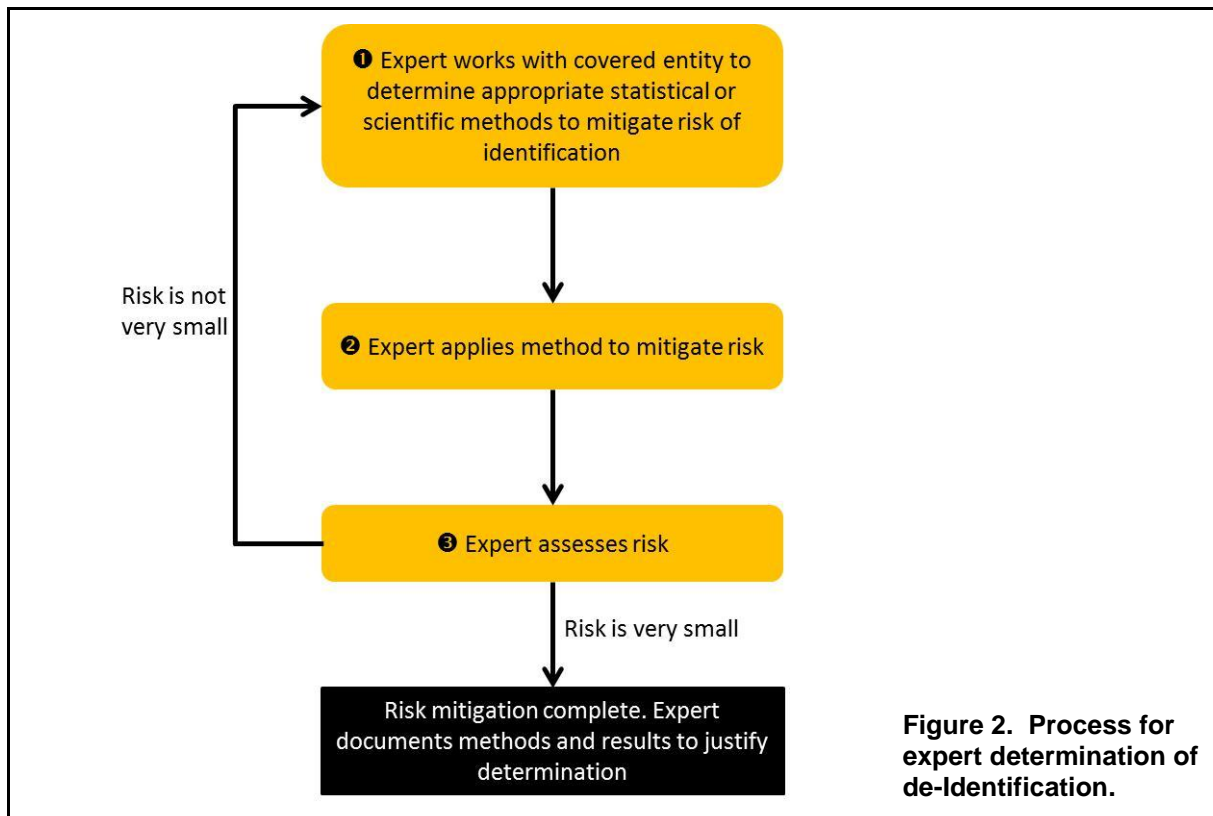 ❶ Expert works with covered entity to
determine appropriate statistical or
scientific methods to mitigate risk of
identification
Risk is not
very small
❷ Expert applies method to mitigate risk
❸ Expert assesses risk
Risk is very small
Risk mitigation complete. Expert
documents methods and results to justify
determination
Figure 2. Process for
expert determination of
de-Identification.